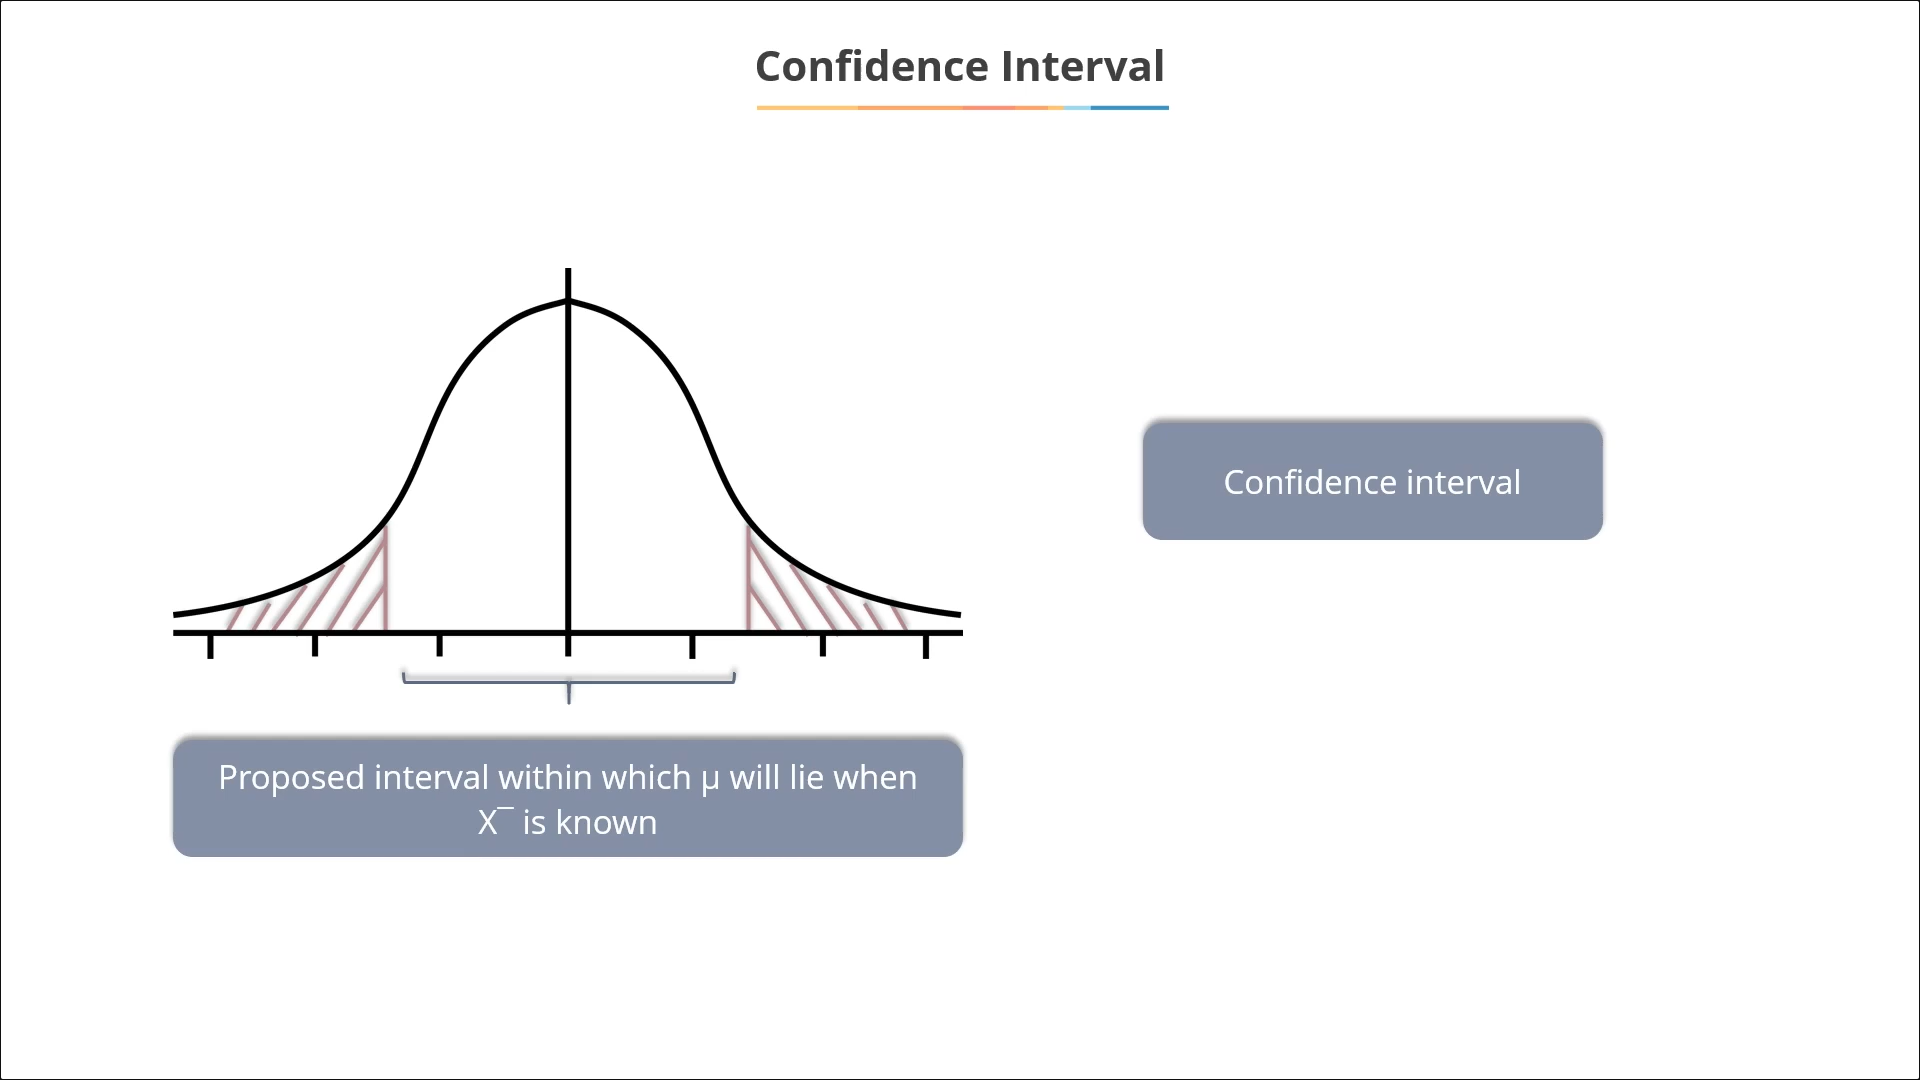 Confidence Interval
Confidence interval
Proposed interval within which μ will lie when
X¯ is known